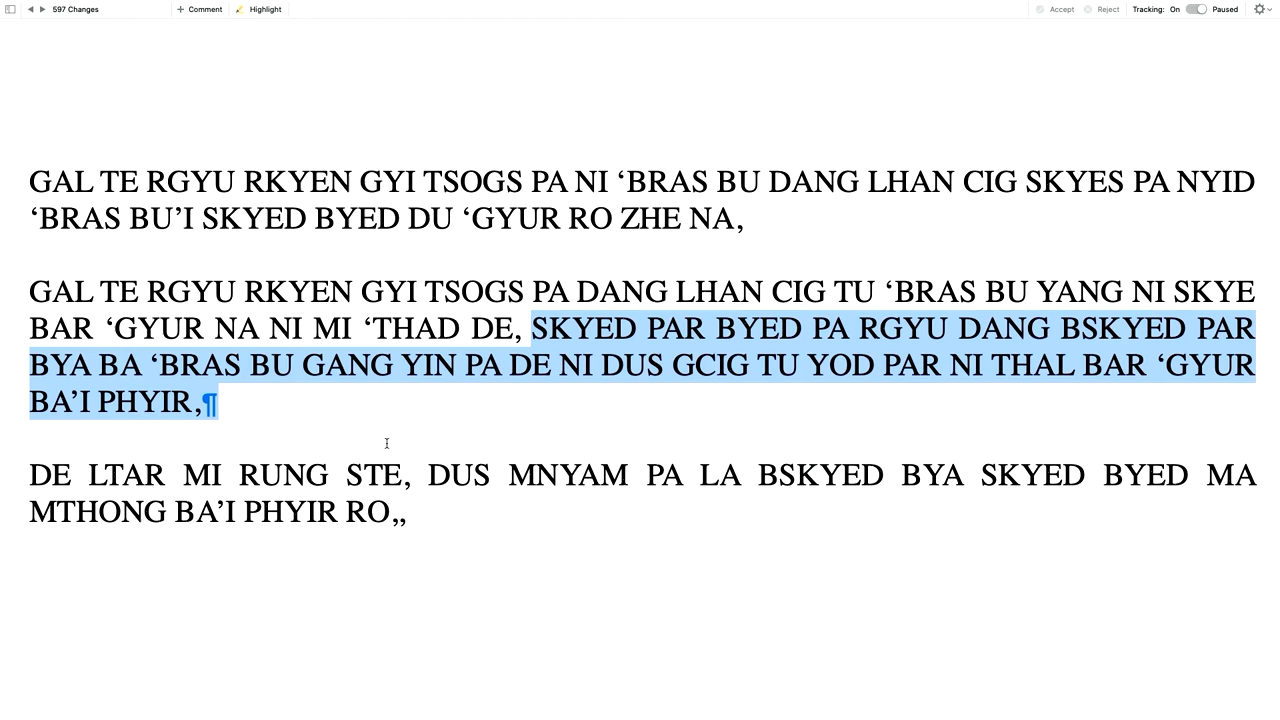 597 Changes
Comment
Highlight
Accept
Reject
Tracking: On
Paused
GAL TE RGYU RKYEN GYI TSOGS PA NI ‘BRAS BU DANG LHAN CIG SKYES PA NYID
‘BRAS BU’I SKYED BYED DU ‘GYUR RO ZHE NA,
GAL TE RGYU RKYEN GYI TSOGS PA DANG LHAN CIG TU ‘BRAS BU YANG NI SKYE
BAR ‘GYUR NA NI MI ‘THAD DE, SKYED PAR BYED PA RGYU DANG BSKYED PAR
BYA BA ‘BRAS BU GANG YIN PA DE NI DUS GCIG TU YOD PAR NI THAL BAR ‘GYUR
BA’I PHYIR,¶
DE LTAR MI RUNG STE, DUS MNYAM PA LA BSKYED BYA SKYED BYED MA
MTHONG BA’I PHYIR RO,,